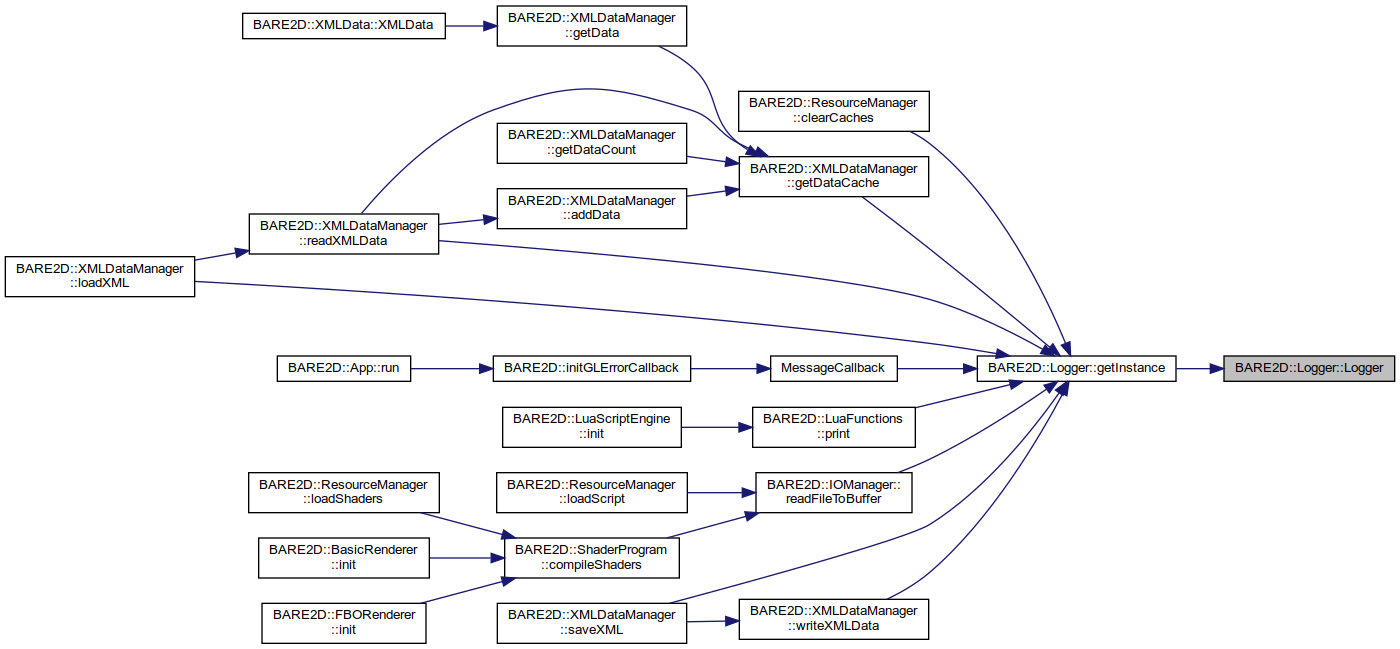 BARE2D::XMLData::XMLData
BARE2D::XMLDataManager
::getData
BARE2D::ResourceManager
::clearCaches
BARE2D::XMLDataManager
::getDataCount
BARE2D::XMLDataManager
::getDataCache
BARE2D::XMLDataManager
::addData
BARE2D::XMLDataManager
::readXMLData
BARE2D::XMLDataManager
::loadXML
BARE2D::App::run
BARE2D::initGLErrorCallback
MessageCallback
BARE2D::Logger::getInstance
BARE2D::Logger::Logger
BARE2D::LuaScriptEngine
::init
BARE2D::LuaFunctions
::print
BARE2D::ResourceManager
::loadShaders
BARE2D::ResourceManager
::loadScript
BARE2D::IOManager::
readFileToBuffer
BARE2D::BasicRenderer
::init
BARE2D::ShaderProgram
::compileShaders
BARE2D::FBORenderer
::init
BARE2D::XMLDataManager
::saveXML
BARE2D::XMLDataManager
::writeXMLData